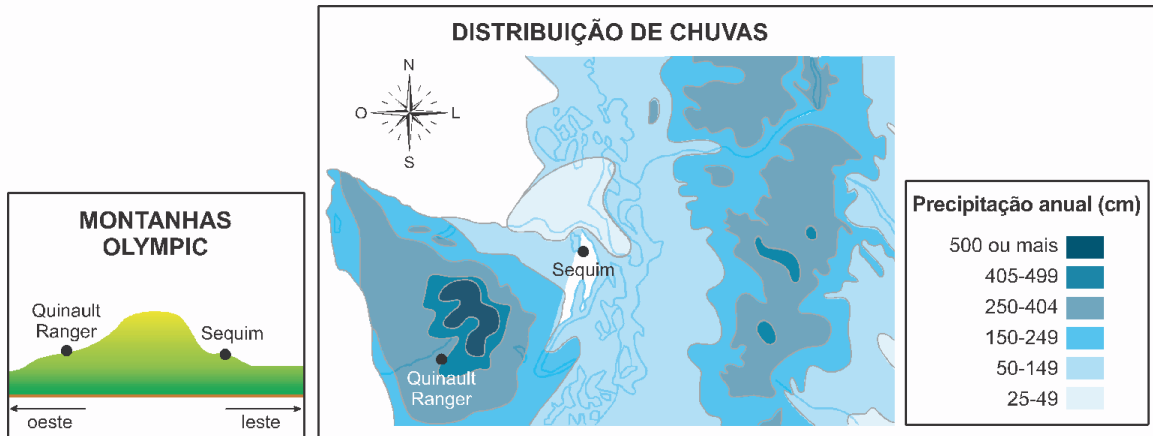 MONTANHAS
OLYMPIC
Quinault
Ranger
Sequim
oeste
leste
DISTRIBUIÇÃO DE CHUVAS
N
O
L
S
Sequim
Quinault
Ranger
Precipitação anual (cm)
500 ou mais
405-499
250-404
150-249
50-149
25-49